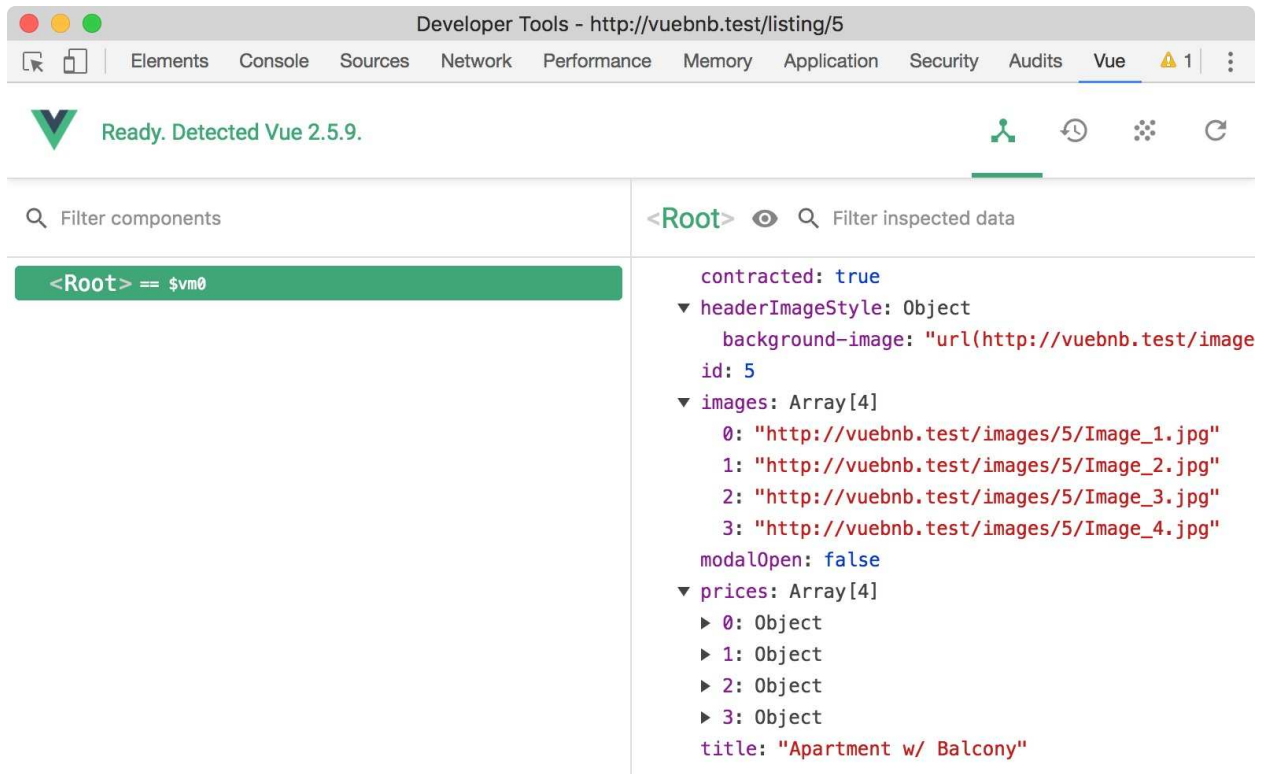 Developer Tools - http://vuebnb.test/listing/5
Elements Console Sources Network Performance Memory Application Security Audits Vue 1
Ready. Detected Vue 2.5.9.
Filter components
<Root> == $vm0
<Root> Filter inspected data
contracted: true
headerImageStyle: Object
background-image: "url(http://vuebnb.test/image
id: 5
images: Array[4]
0: "http://vuebnb.test/images/5/Image_1.jpg"
1: "http://vuebnb.test/images/5/Image_2.jpg"
2: "http://vuebnb.test/images/5/Image_3.jpg"
3: "http://vuebnb.test/images/5/Image_4.jpg"
modalOpen: false
prices: Array[4]
0: Object
1: Object
2: Object
3: Object
title: "Apartment w/ Balcony"